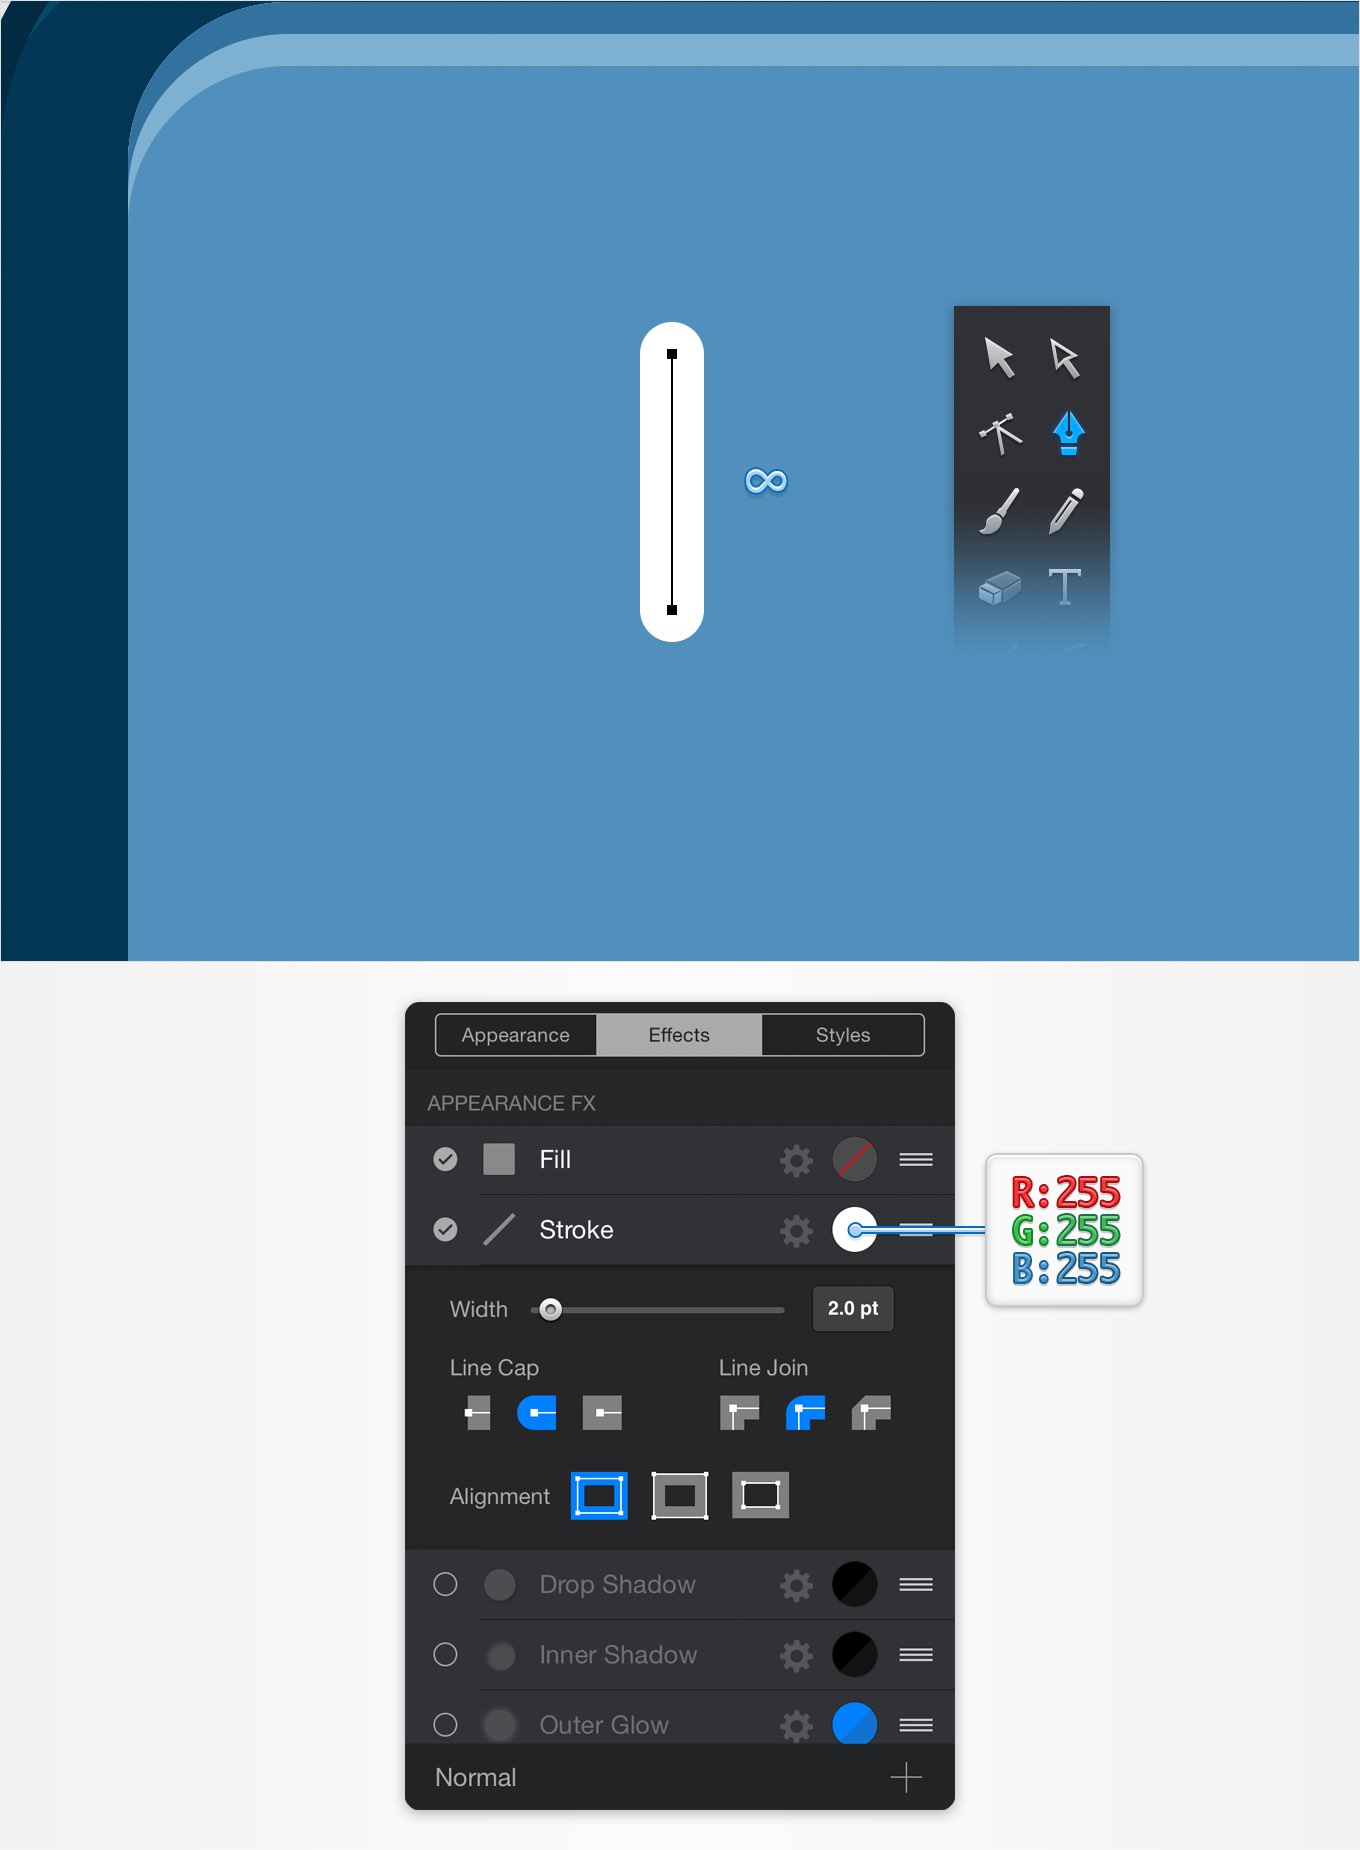 Appearance
Effects
Styles
APPEARANCE FX
Fill
Stroke
R:255
G:255
B:255
Width
2.0 pt
Line Cap
Line Join
Alignment
Drop Shadow
Inner Shadow
Outer Glow
Normal